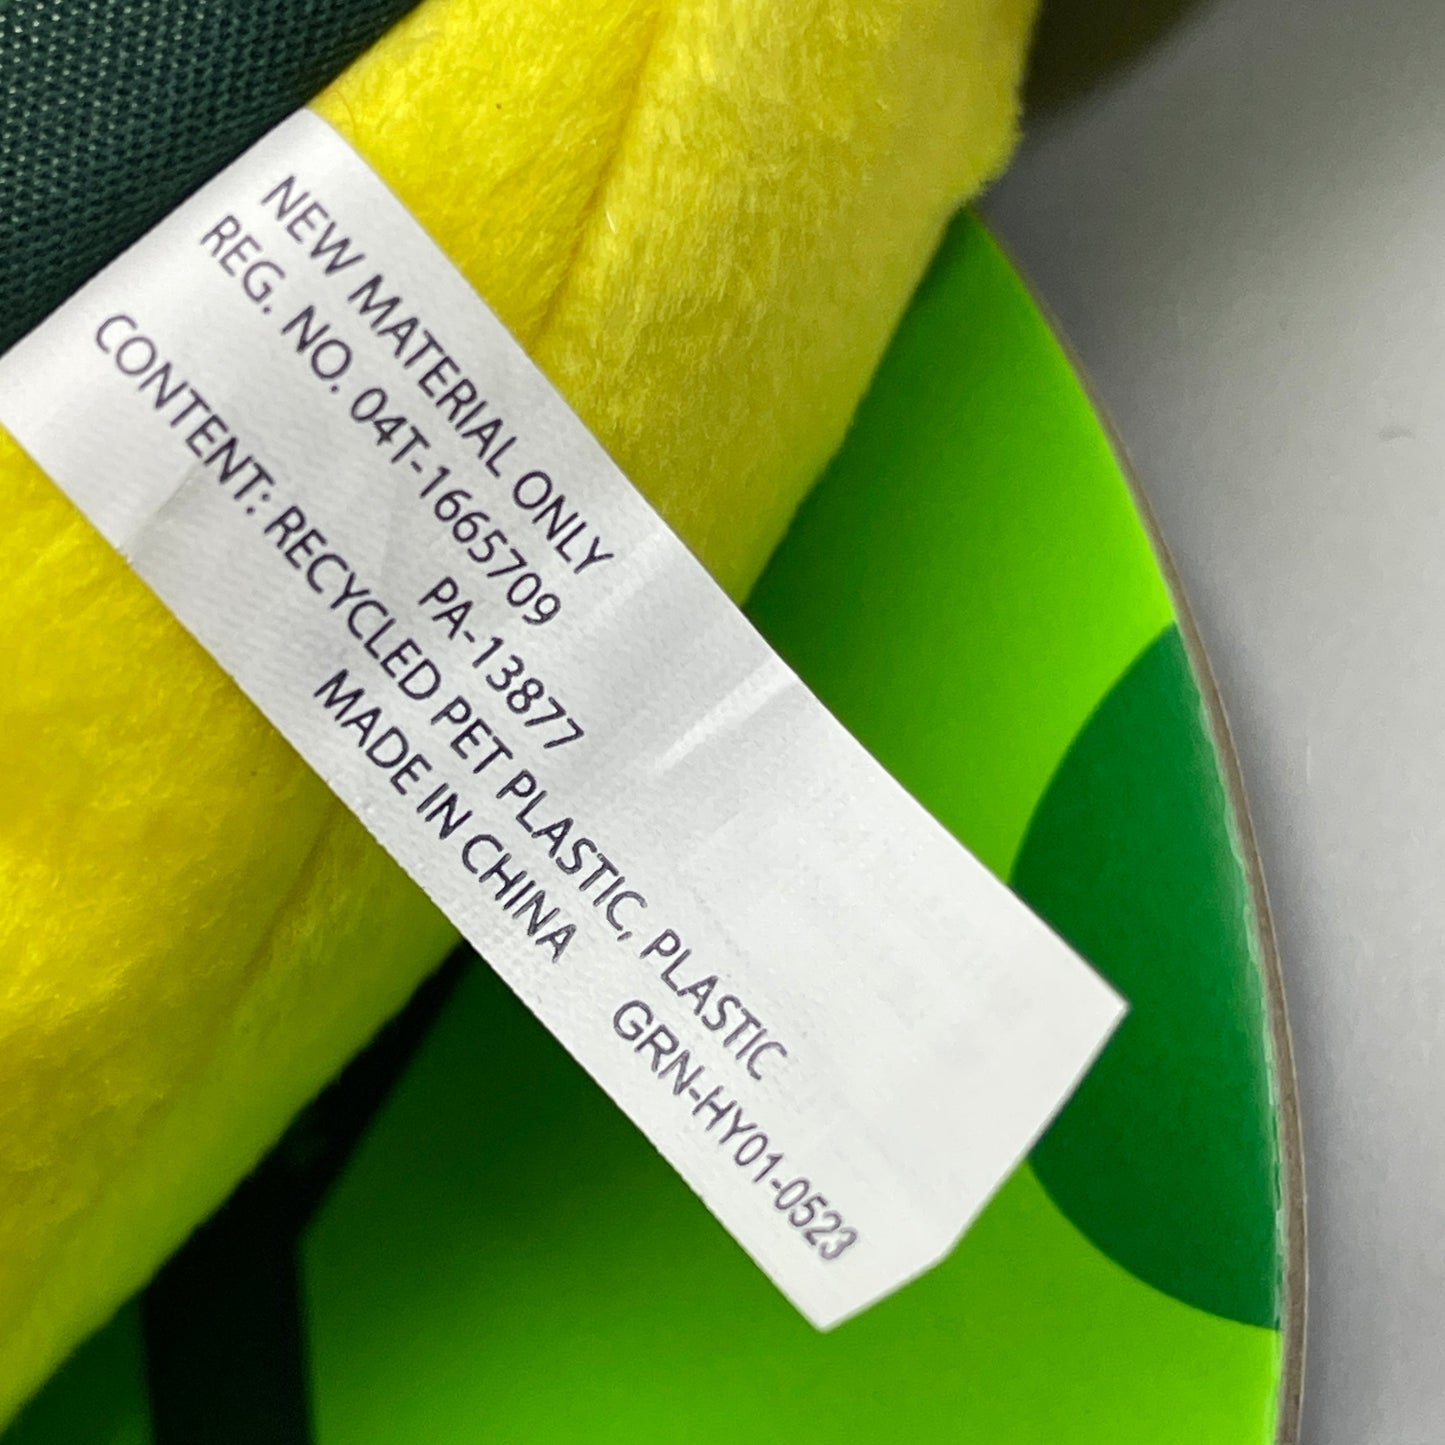 NEW MATERIAL ONLY
REG. NO. 04T-1665709
PA-13877
CONTENT: RECYCLED PET PLASTIC, PLASTIC
MADE IN CHINA
GRN-HY01-0523